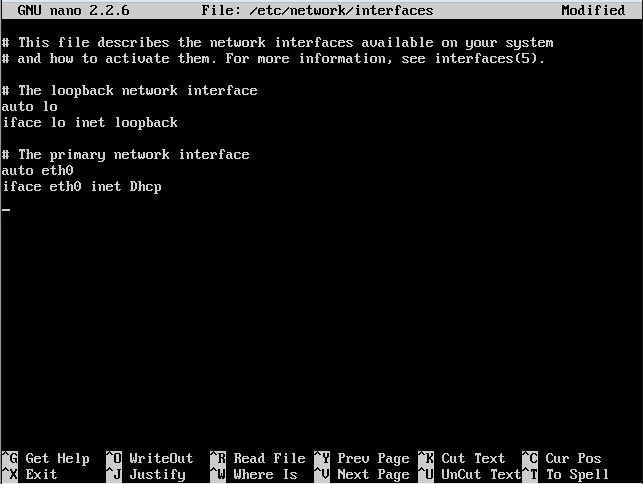 GNU nano 2.2.6 File: /etc/network/interfaces Modified
# This file describes the network interfaces available on your system
# and how to activate them. For more information, see interfaces(5).
# The loopback network interface
auto lo
iface lo inet loopback
# The primary network interface
auto eth0
iface eth0 inet Dhcp
^G Get Help ^O WriteOut ^R Read File ^Y Prev Page ^K Cut Text ^C Cur Pos
^X Exit ^J Justify ^W Where Is ^V Next Page ^U UnCut Text ^T To Spell